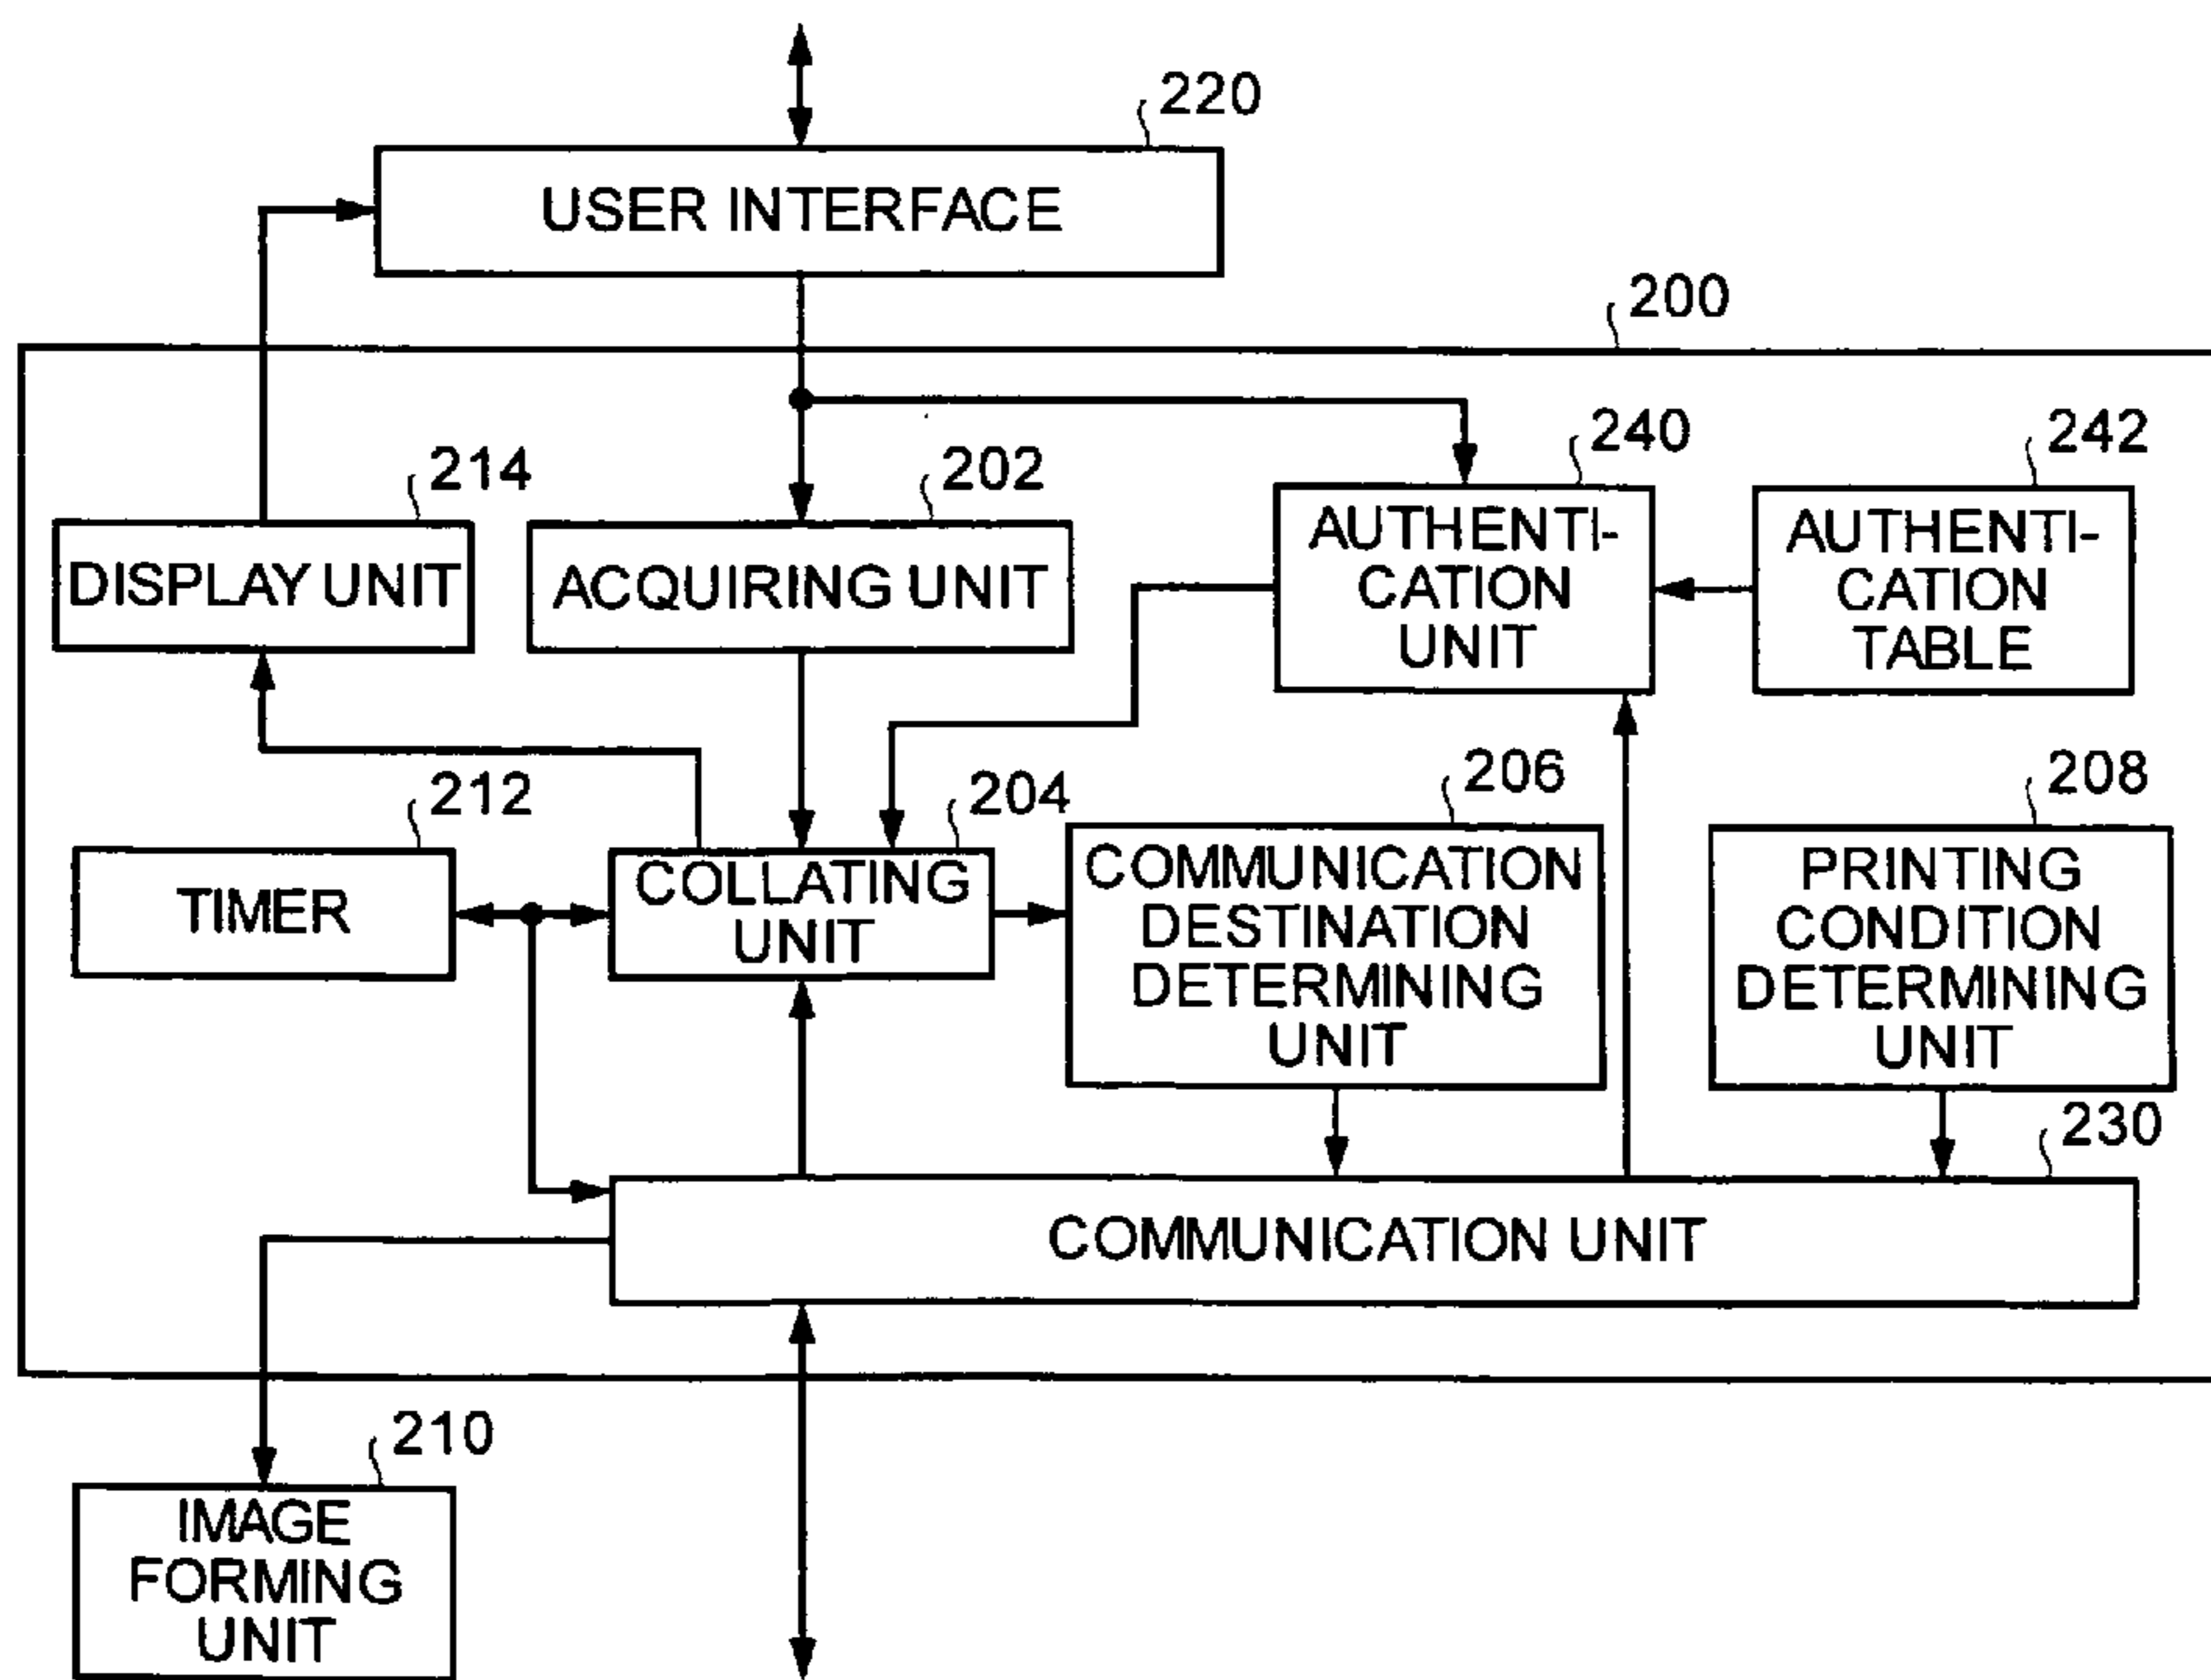 220
USER INTERFACE
200
214
DISPLAY UNIT
202
ACQUIRING UNIT
240
AUTHENTI-
CATION
UNIT
242
AUTHENTI-
CATION
TABLE
212
TIMER
204
COLLATING
UNIT
206
COMMUNICATION
DESTINATION
DETERMINING
UNIT
208
PRINTING
CONDITION
DETERMINING
UNIT
230
COMMUNICATION UNIT
210
IMAGE
FORMING
UNIT